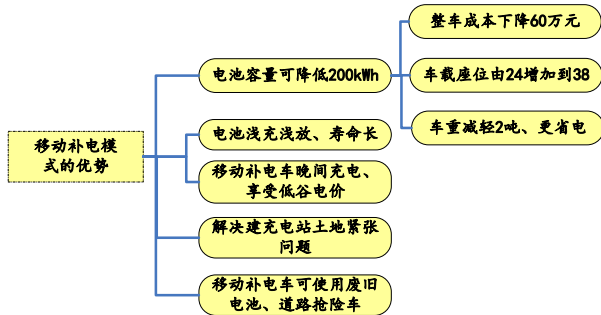 移动补电模
式的优势
电池容量可降低200kWh
整车成本下降60万元
车载座位由24增加到38
车重减轻2吨、更省电
电池浅充浅放、寿命长
移动补电车晚间充电、
享受低谷电价
解决建充电站土地紧张
问题
移动补电车可使用废旧
电池、道路抢险车